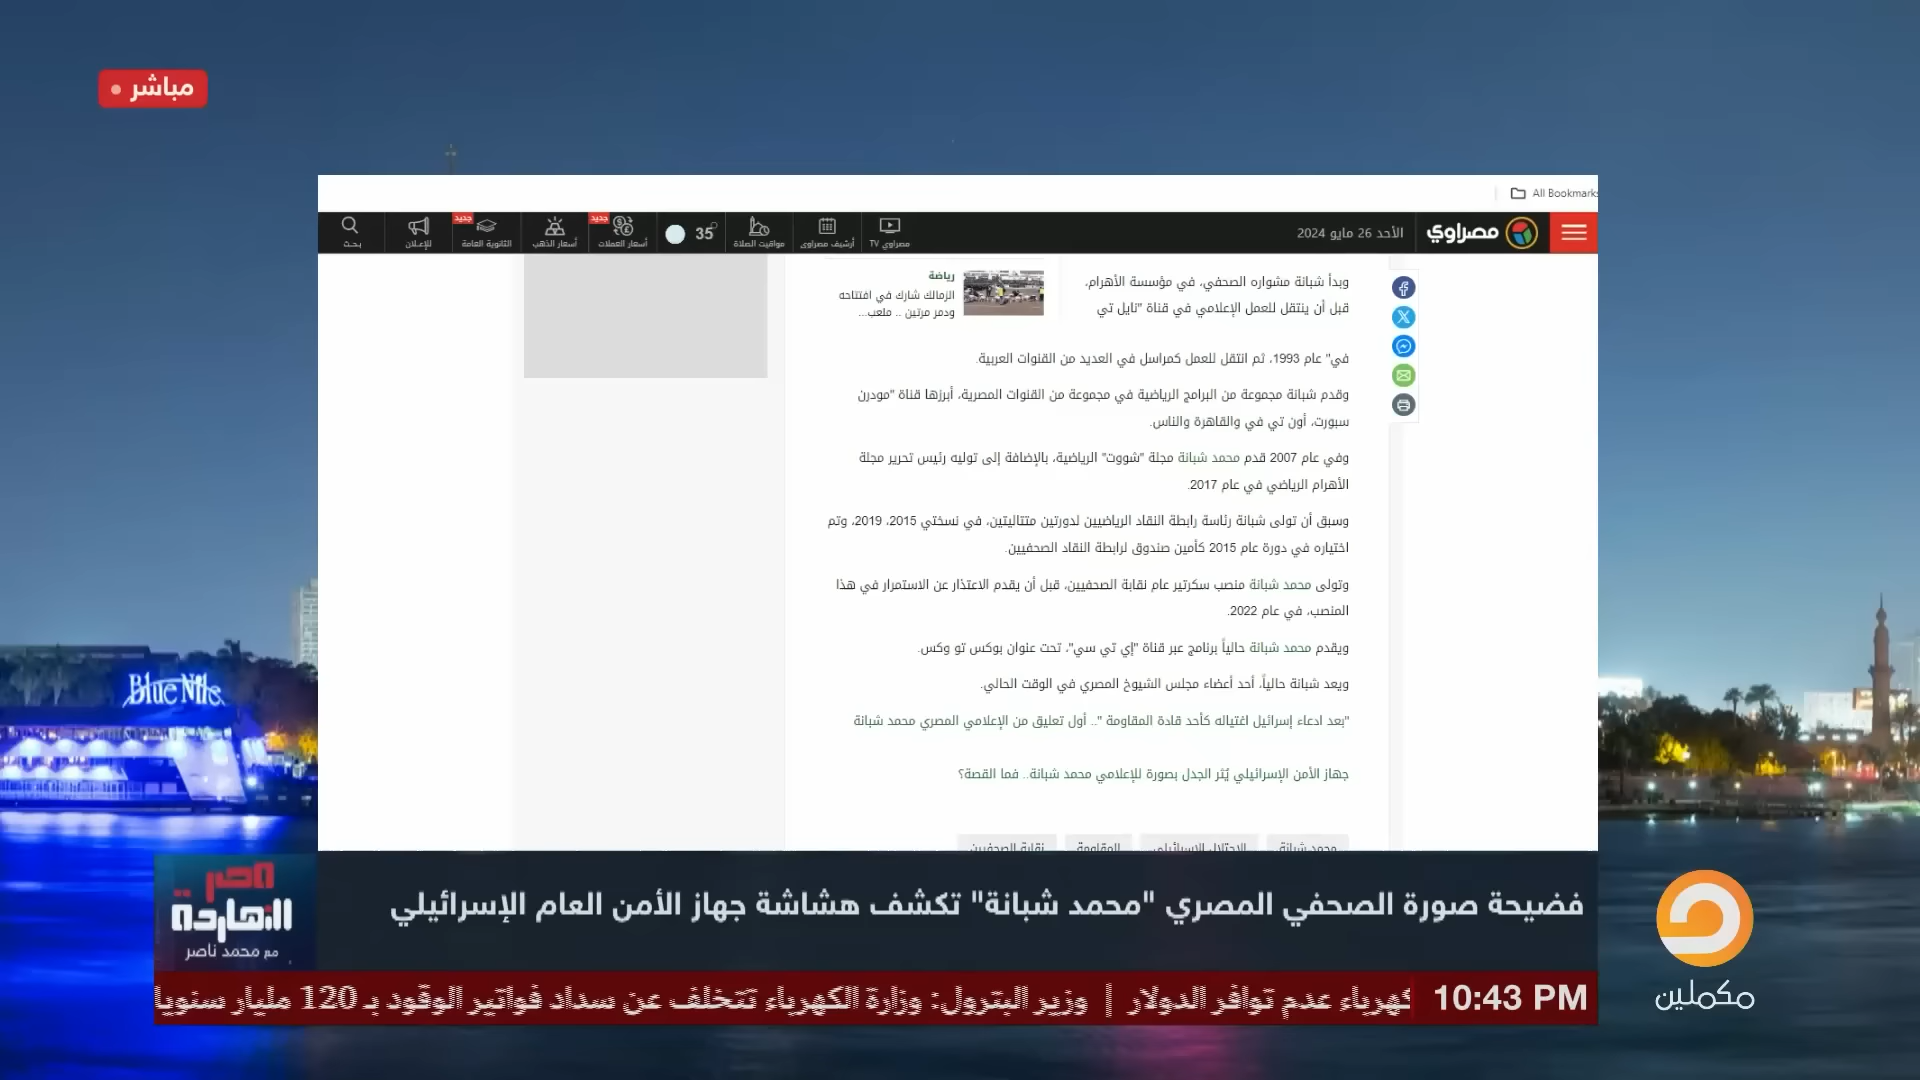 مباشر
All Bookmarks
مصراوي
الأحد 26 مايو 2024
مصراوي TV
أرشيف مصراوى
مواقيت الصلاة
35
أسعار العملات
جديد
أسعار الذهب
الثانوية العامة
جديد
للإعلان
بحث
وبدأ شبانة مشواره الصحفي، في مؤسسة الأهرام،
قبل أن ينتقل للعمل الإعلامي في قناة "نايل تي
رياضة
الزمالك شارك في افتتاحه
ودمر مرتين .. ملعب...
في" عام 1993، ثم انتقل للعمل كمراسل في العديد من القنوات العربية.
وقدم شبانة مجموعة من البرامج الرياضية في مجموعة من القنوات المصرية، أبرزها قناة "مودرن
سبورت، أون تي في والقاهرة والناس.
وفي عام 2007 قدم محمد شبانة مجلة "شووت" الرياضية، بالإضافة إلى توليه رئيس تحرير مجلة
الأهرام الرياضي في عام 2017.
وسبق أن تولى شبانة رئاسة رابطة النقاد الرياضيين لدورتين متتاليتين، في نسختي 2015، 2019، وتم
اختياره في دورة عام 2015 كأمين صندوق لرابطة النقاد الصحفيين.
وتولى محمد شبانة منصب سكرتير عام نقابة الصحفيين، قبل أن يقدم الاعتذار عن الاستمرار في هذا
المنصب، في عام 2022.
ويقدم محمد شبانة حالياً برنامج عبر قناة "إي تي سي"، تحت عنوان بوكس تو وكس.
ويعد شبانة حالياً، أحد أعضاء مجلس الشيوخ المصري في الوقت الحالي.
"بعد ادعاء إسرائيل اغتياله كأحد قادة المقاومة ".. أول تعليق من الإعلامي المصري محمد شبانة
جهاز الأمن الإسرائيلي يُثر الجدل بصورة للإعلامي محمد شبانة.. فما القصة؟
محمد شبانة
الاحتلال الإسرائيلي
المقاومة
نقابة الصحفيين
Blue Nile
فضيحة صورة الصحفي المصري "محمد شبانة" تكشف هشاشة جهاز الأمن العام الإسرائيلي
مصر
النهاردة
مع محمد ناصر
10:43 PM
كهرباء عدم توافر الدولار | وزير البترول: وزارة الكهرباء تتخلف عن سداد فواتير الوقود بـ 120 مليار سنويا
مكملين